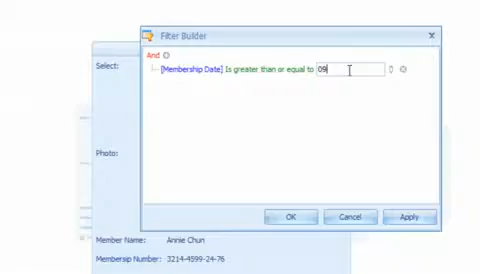 Filter Builder
And
[Membership Date] Is greater than or equal to 09
Select:
Photo:
OK Cancel Apply
Member Name: Annie Chun
Membersip Number: 3214-4599-24-76